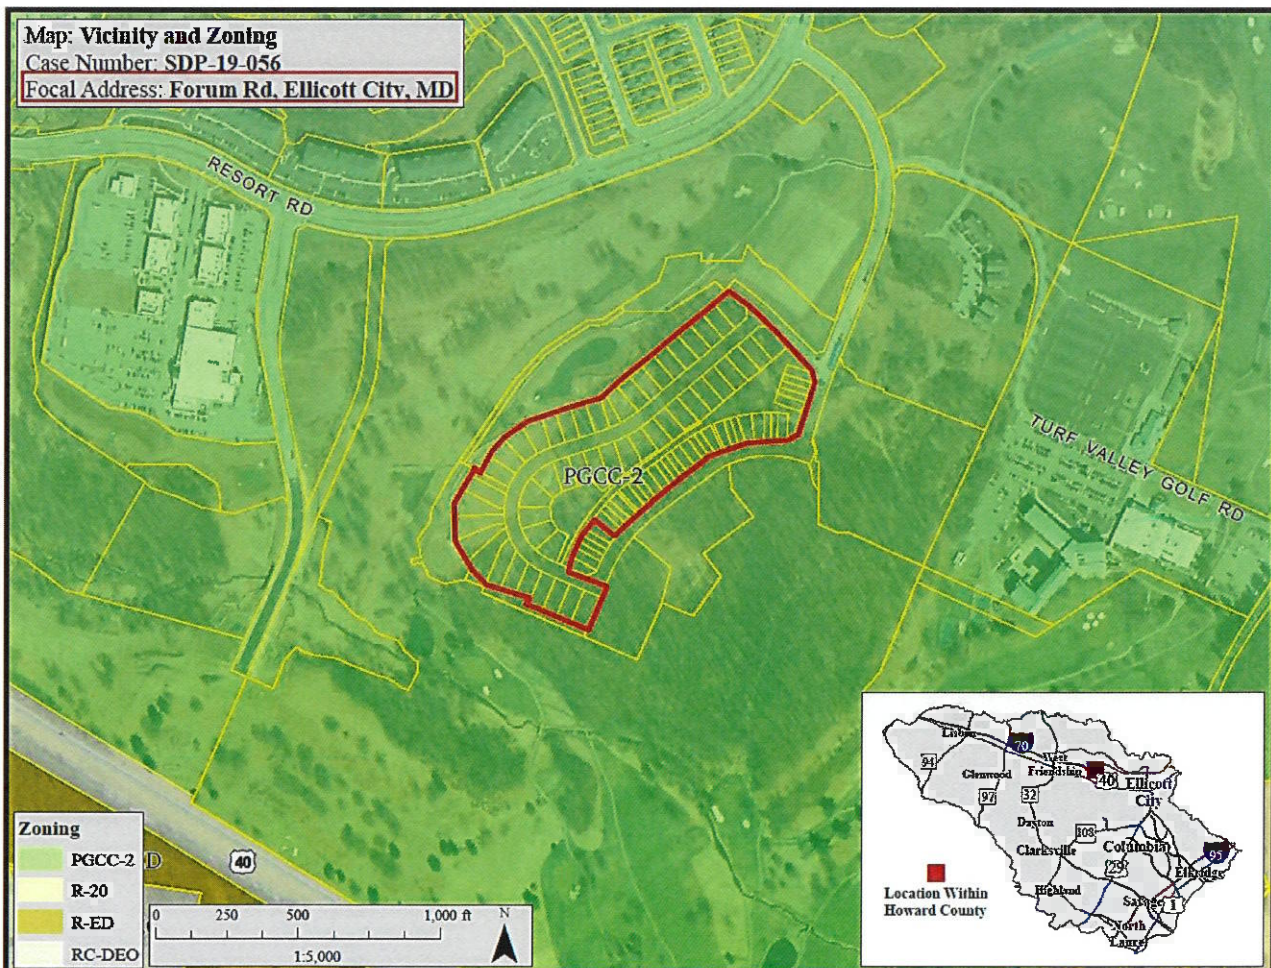 Map: Vicinity and Zoning
Case Number: SDP-19-056
Focal Address: Forum Rd, Ellicott City, MD
RESORT RD
PGCC-2
TURF VALLEY GOLF RD
40
Zoning
PGCC-2
R-20
R-ED
RC-DEO
D
0 250 500 1,000 ft
N
1:5,000
Lisbon
70
West
Friendship
94
Glenwood
40
Ellicott
City
97
32
Dayton
108
Clarksville
Columbia
95
29
Elkridge
Highland
Savage
1
North
Laurel
Location Within
Howard County